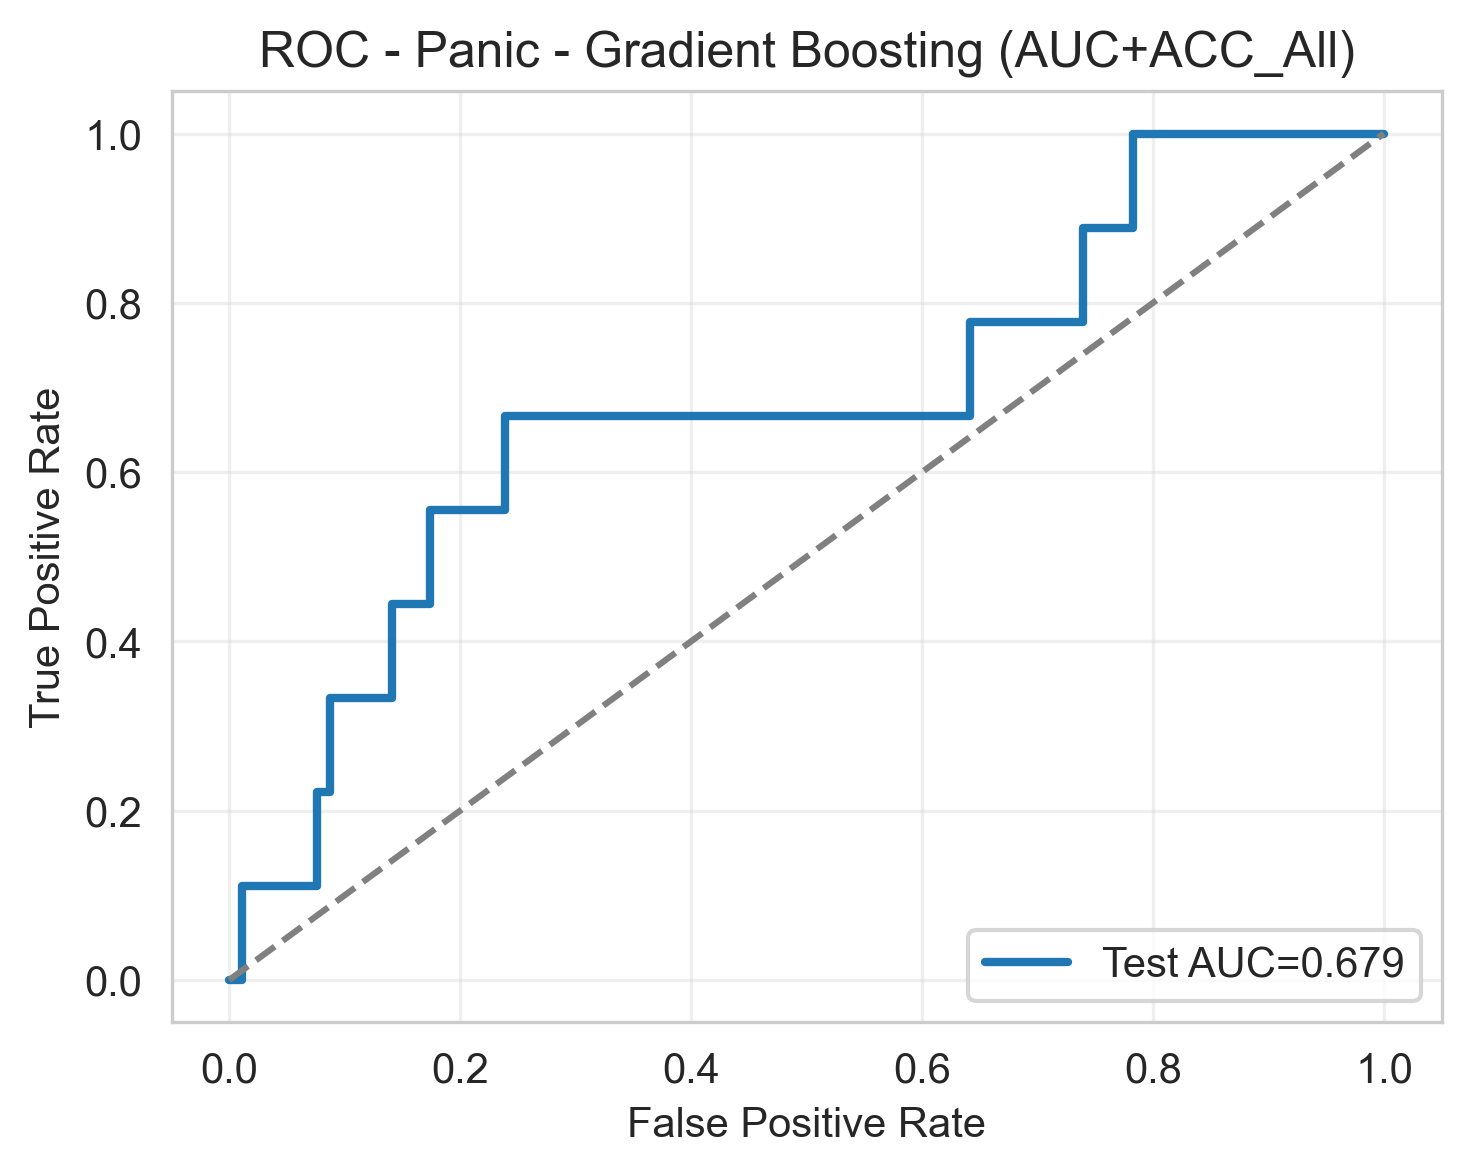 ROC - Panic - Gradient Boosting (AUC+ACC_All)
True Positive Rate
1.0
0.8
0.6
0.4
0.2
0.0
Test AUC=0.679
0.0 0.2 0.4 0.6 0.8 1.0
False Positive Rate